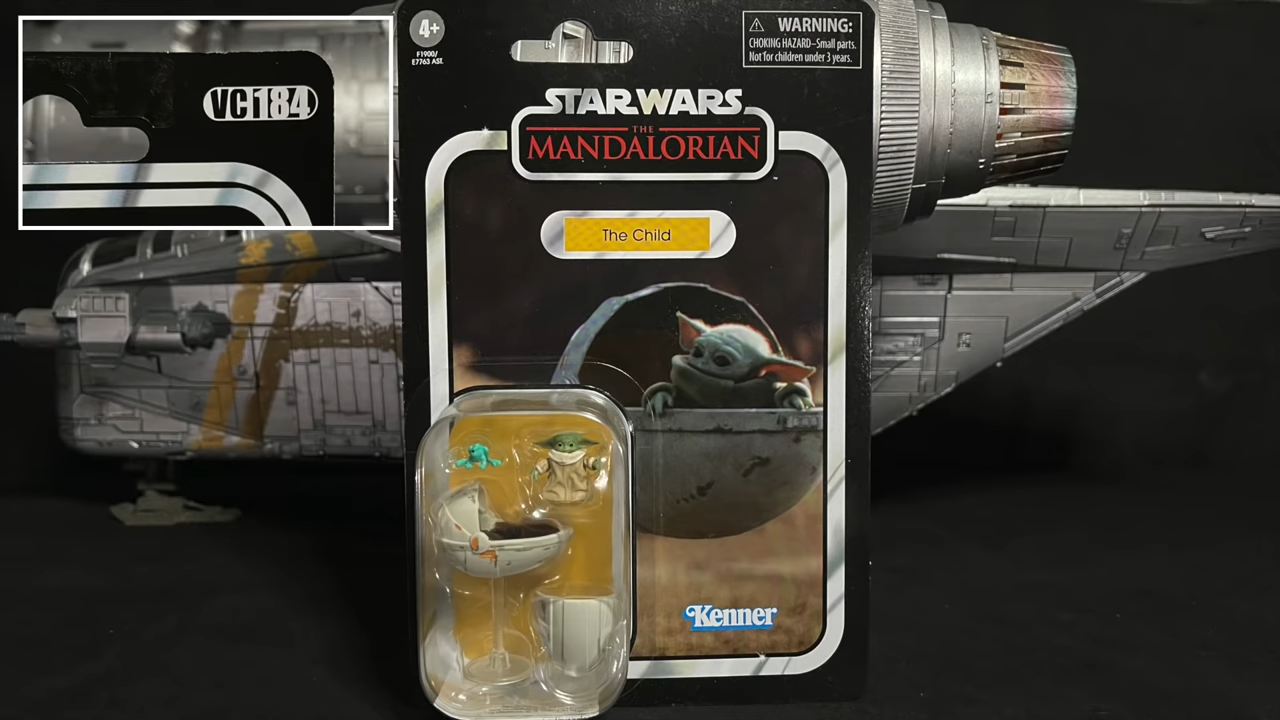 VC184
4+
F1900/
E7763 AST.
⚠ WARNING:
CHOKING HAZARD–Small parts.
Not for children under 3 years.
STAR WARS
THE
MANDALORIAN
The Child
Kenner